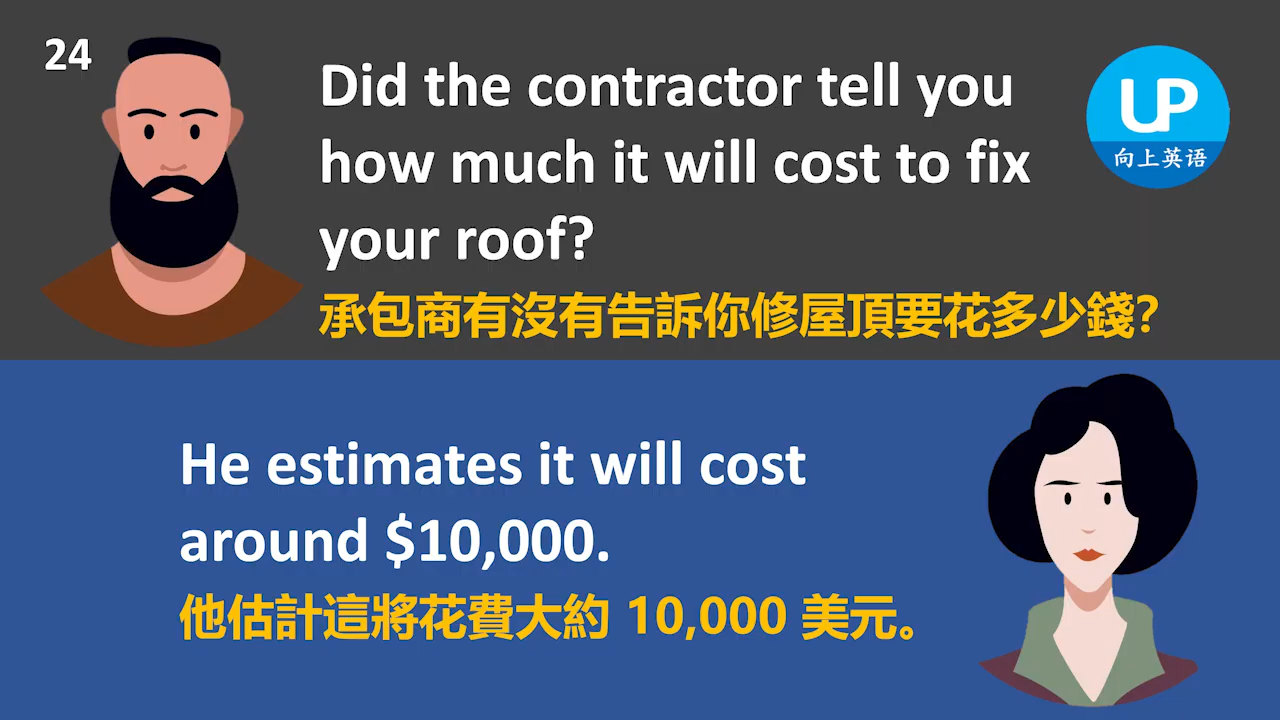 24
Did the contractor tell you
how much it will cost to fix
your roof?
承包商有沒有告訴你修屋頂要花多少錢?
UP
向上英语
He estimates it will cost
around $10,000.
他估計這將花費大約 10,000 美元。